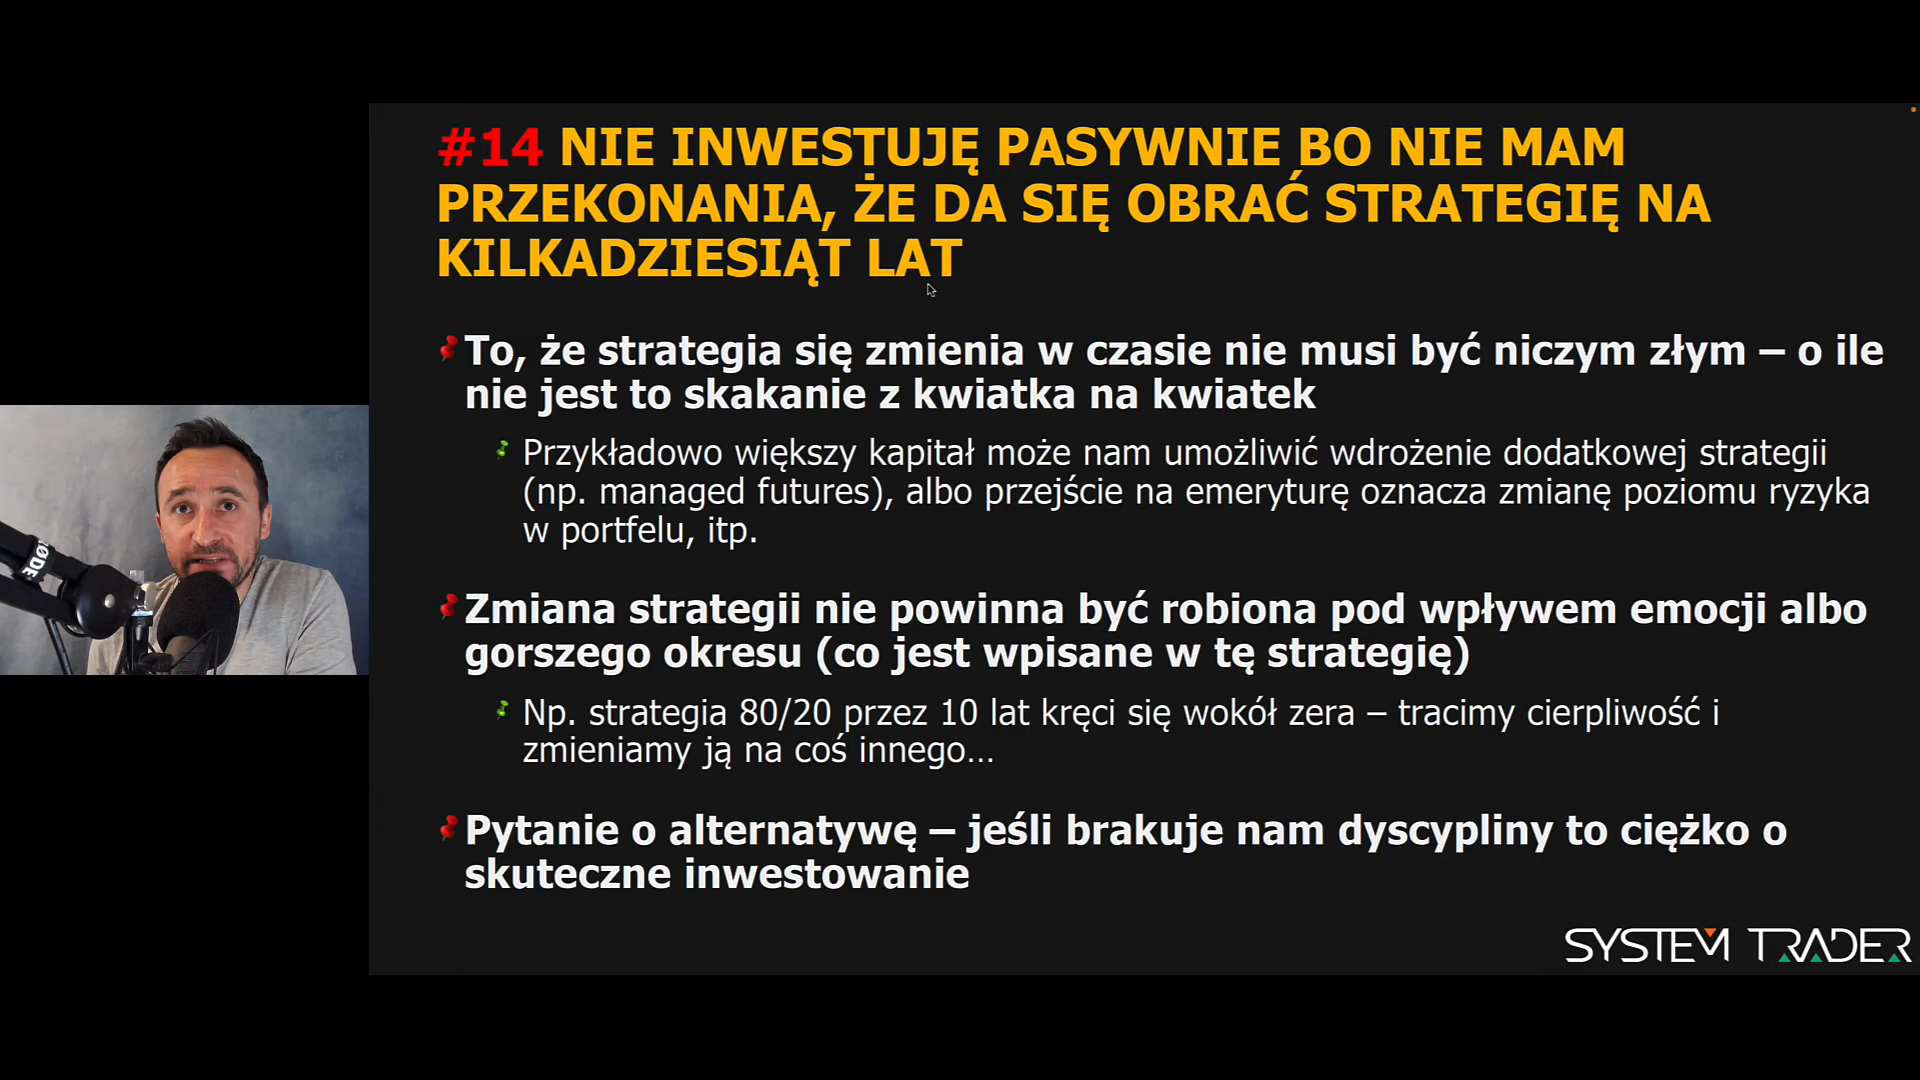 #14 NIE INWESTUJĘ PASYWNIE BO NIE MAM
PRZEKONANIA, ŻE DA SIĘ OBRAĆ STRATEGIĘ NA
KILKADZIESIĄT LAT
To, że strategia się zmienia w czasie nie musi być niczym złym – o ile
nie jest to skakanie z kwiatka na kwiatek
Przykładowo większy kapitał może nam umożliwić wdrożenie dodatkowej strategii
(np. managed futures), albo przejście na emeryturę oznacza zmianę poziomu ryzyka
w portfelu, itp.
Zmiana strategii nie powinna być robiona pod wpływem emocji albo
gorszego okresu (co jest wpisane w tę strategię)
Np. strategia 80/20 przez 10 lat kręci się wokół zera – tracimy cierpliwość i
zmieniamy ją na coś innego…
Pytanie o alternatywę – jeśli brakuje nam dyscypliny to ciężko o
skuteczne inwestowanie
RØDE
SYSTEM TRADER